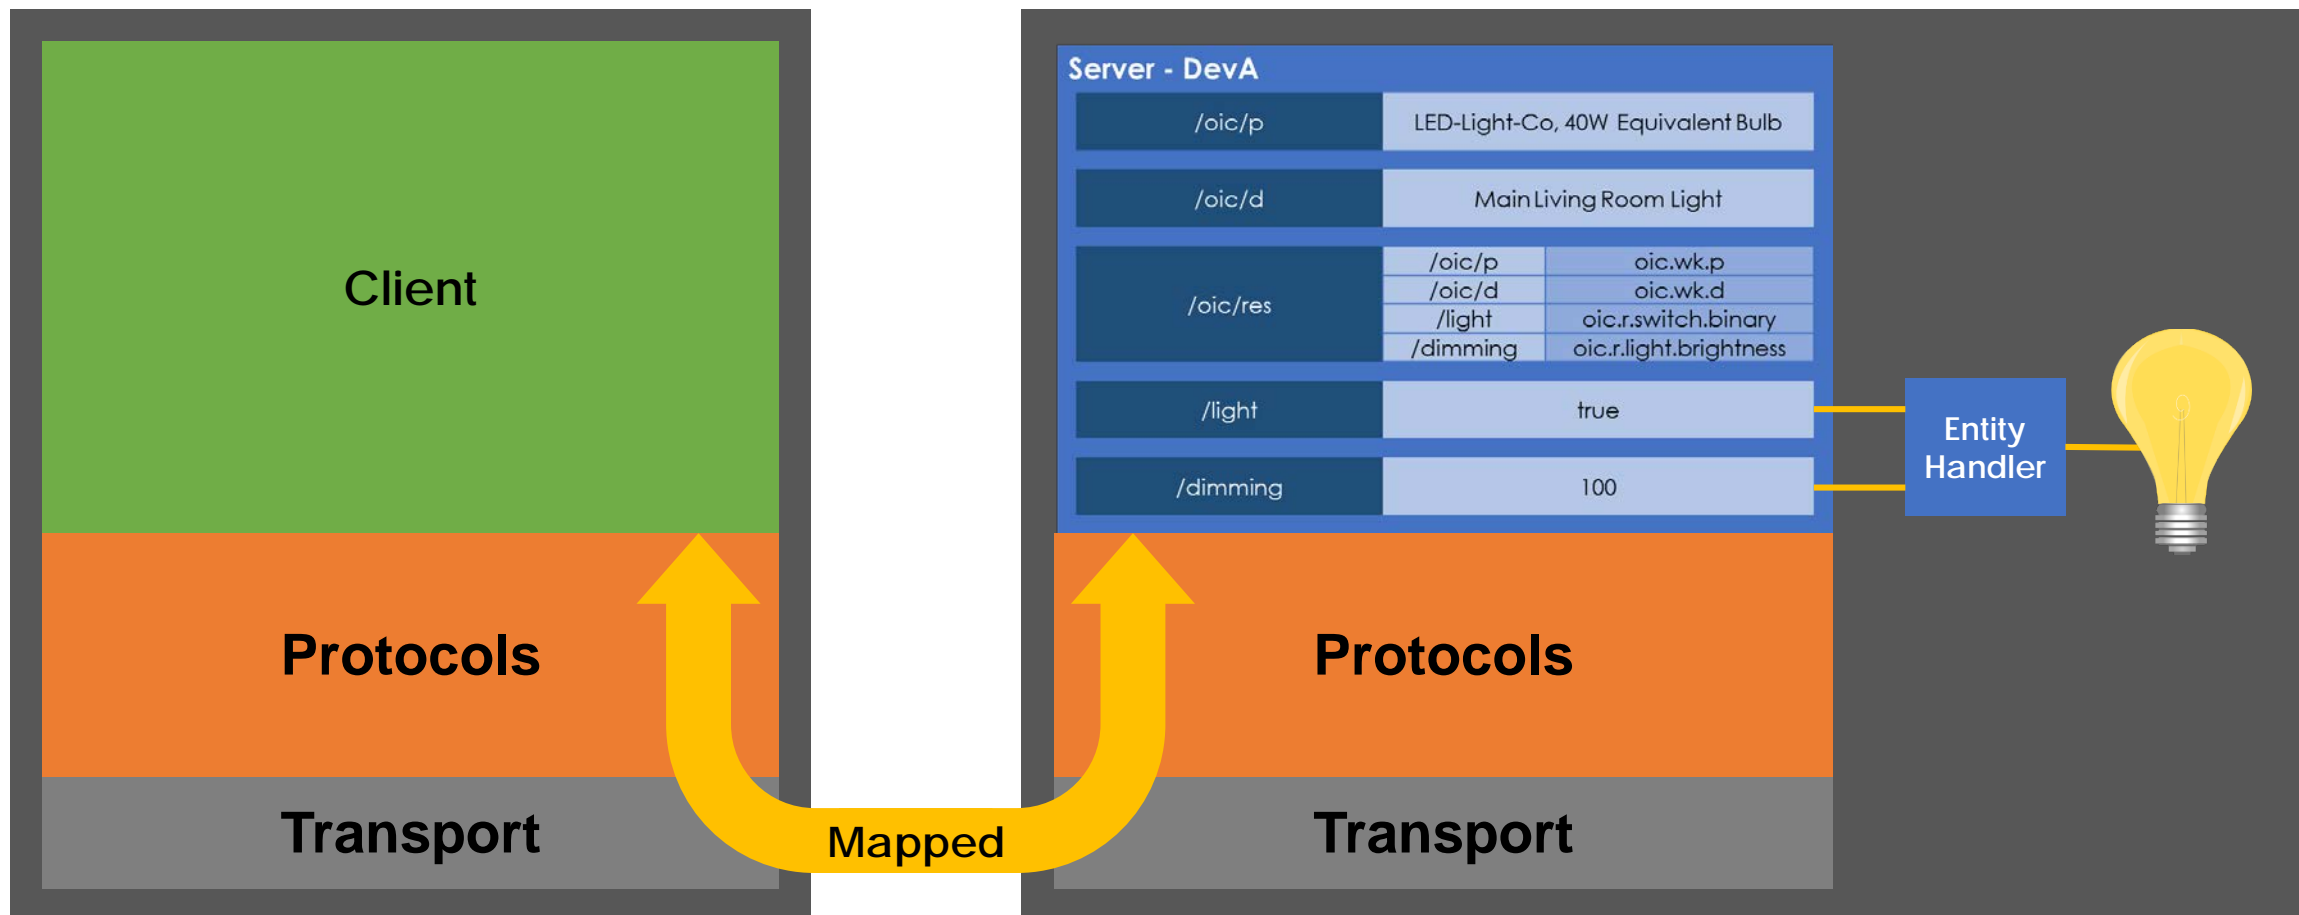 Client
Protocols
Transport
Mapped
Server - DevA
/oic/p LED-Light-Co, 40W Equivalent Bulb
/oic/d Main Living Room Light
/oic/res
/oic/p oic.wk.p
/oic/d oic.wk.d
/light oic.r.switch.binary
/dimming oic.r.light.brightness
/light true
/dimming 100
Entity
Handler
Protocols
Transport